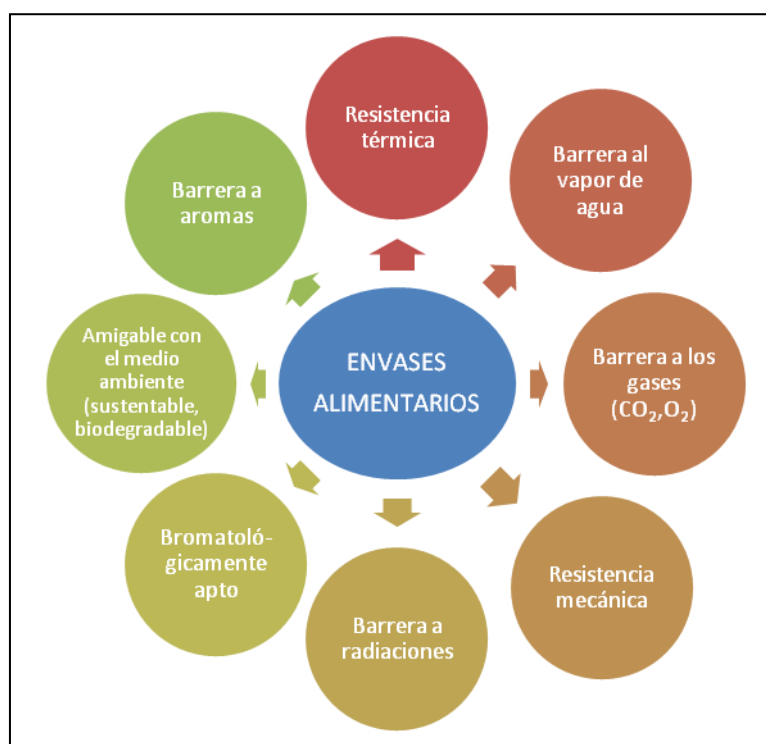 Resistencia
térmica
Barrera al
vapor de
agua
Barrera a los
gases
(CO₂,O₂)
Resistencia
mecánica
Barrera a
radiaciones
Bromatoló-
gicamente
apto
Amigable con
el medio
ambiente
(sustentable,
biodegradable)
Barrera a
aromas
ENVASES
ALIMENTARIOS